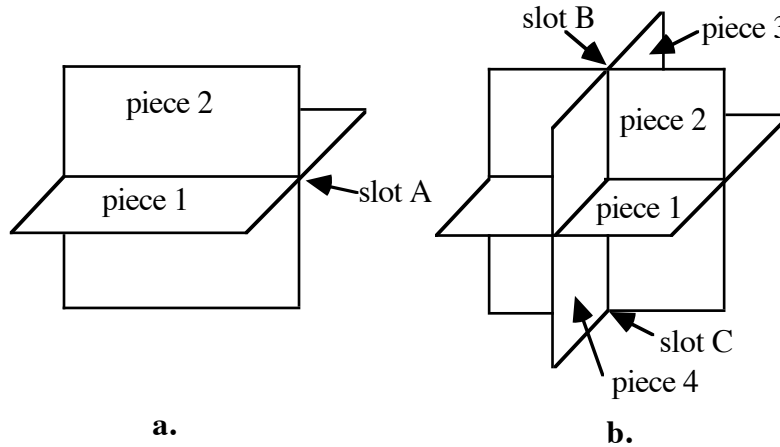 slot B
piece 3
piece 2
piece 2
piece 1
piece 1
slot A
slot C
piece 4
a.
b.